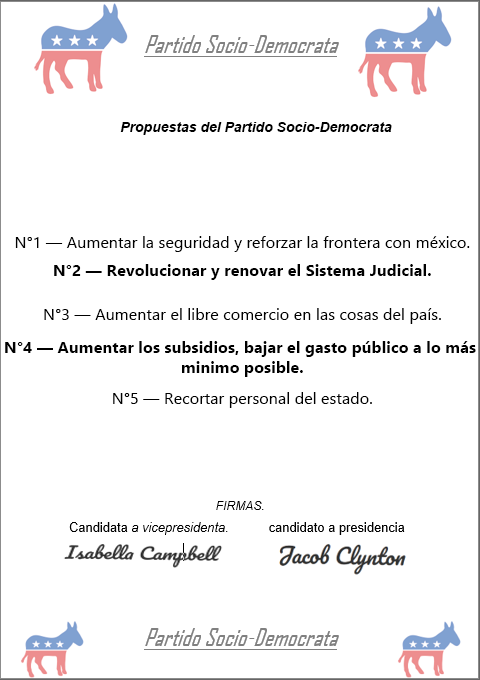 Partido Socio-Democrata
Propuestas del Partido Socio-Democrata
N°1 — Aumentar la seguridad y reforzar la frontera con méxico.
N°2 — Revolucionar y renovar el Sistema Judicial.
N°3 — Aumentar el libre comercio en las cosas del país.
N°4 — Aumentar los subsidios, bajar el gasto público a lo más
minimo posible.
N°5 — Recortar personal del estado.
FIRMAS.
Candidata a vicepresidenta. candidato a presidencia
Isabella Campbell Jacob Clynton
Partido Socio-Democrata